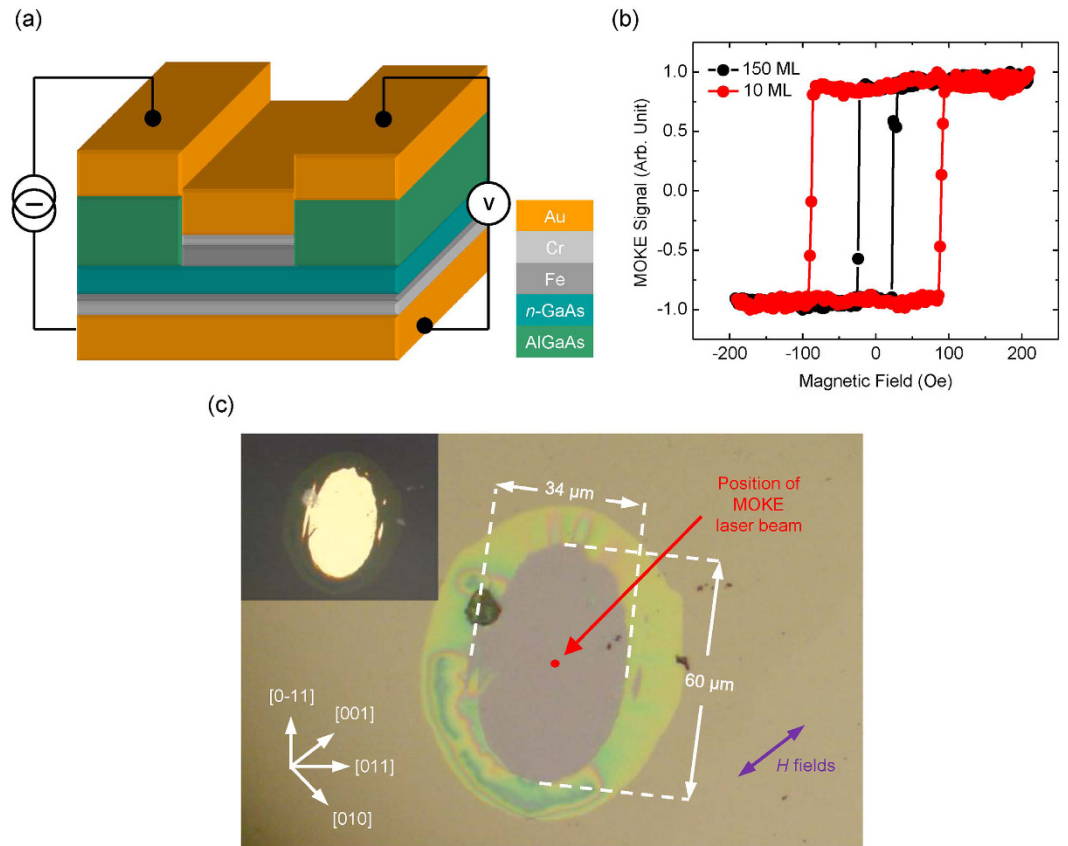 (a)
V
Au
Cr
Fe
n-GaAs
AlGaAs
(b)
MOKE Signal (Arb. Unit)
1.0
0.5
0.0
-0.5
-1.0
150 ML
10 ML
-200
-100
0
100
200
Magnetic Field (Oe)
(c)
34 µm
Position of
MOKE
laser beam
60 µm
[0-11]
[001]
[011]
[010]
H fields